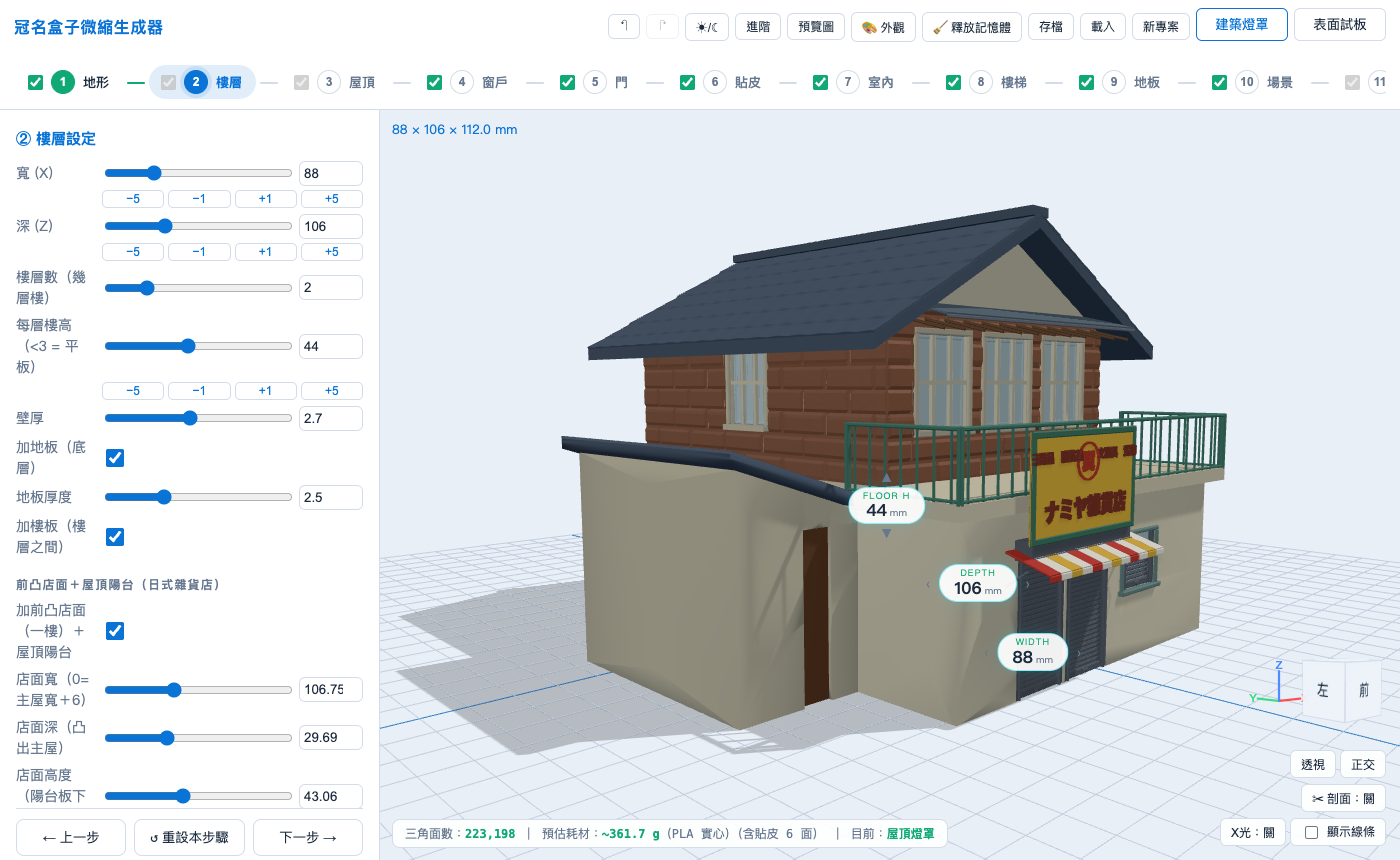 冠名盒子微縮生成器
☀/☾
進階
預覽圖
🎨 外觀
🧹 釋放記憶體
存檔
載入
新專案
建築燈罩
表面試板
1 地形
2 樓層
3 屋頂
4 窗戶
5 門
6 貼皮
7 室內
8 樓梯
9 地板
10 場景
11
② 樓層設定
寬 (X)
88
−5 −1 +1 +5
深 (Z)
106
−5 −1 +1 +5
樓層數（幾
層樓）
2
每層樓高
（<3 = 平
板）
44
−5 −1 +1 +5
壁厚
2.7
加地板（底
層）
地板厚度
2.5
加樓板（樓
層之間）
前凸店面＋屋頂陽台（日式雜貨店）
加前凸店面
（一樓）＋
屋頂陽台
店面寬（0=
主屋寬＋6）
106.75
店面深（凸
出主屋）
29.69
店面高度
（陽台板下
43.06
← 上一步
↺ 重設本步驟
下一步 →
88 × 106 × 112.0 mm
ナミヤ雑貨店
FLOOR H
44 mm
DEPTH
106 mm
WIDTH
88 mm
Z
Y
左
前
透視
正交
✂ 剖面：關
X光：關
顯示線條
三角面數：223,198 | 預估耗材：~361.7 g (PLA 實心)（含貼皮 6 面） | 目前：屋頂燈罩